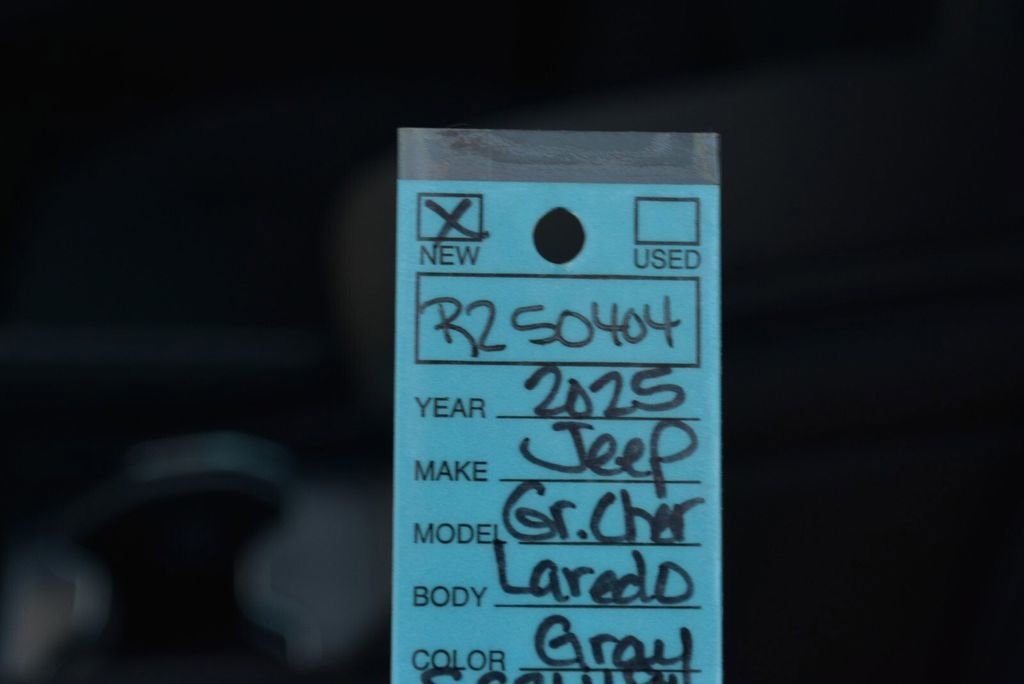 X
NEW USED
R250404
YEAR 2025
MAKE Jeep
MODEL Gr.Cher
BODY Laredo
COLOR Gray